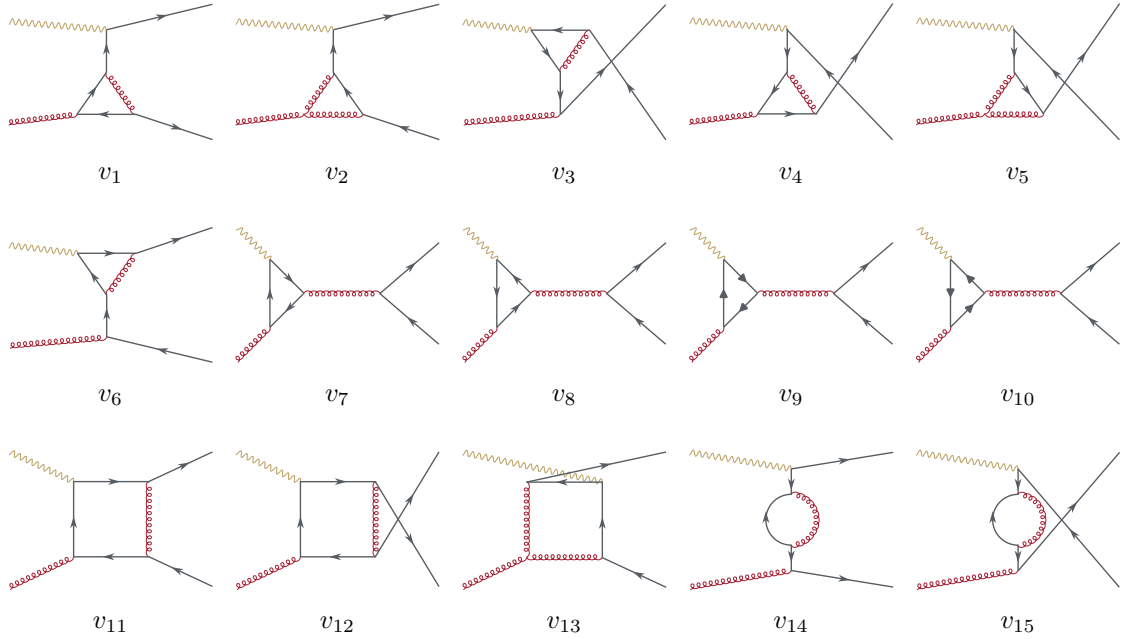 v₁ v₂ v₃ v₄ v₅
v₆ v₇ v₈ v₉ v₁₀
v₁₁ v₁₂ v₁₃ v₁₄ v₁₅